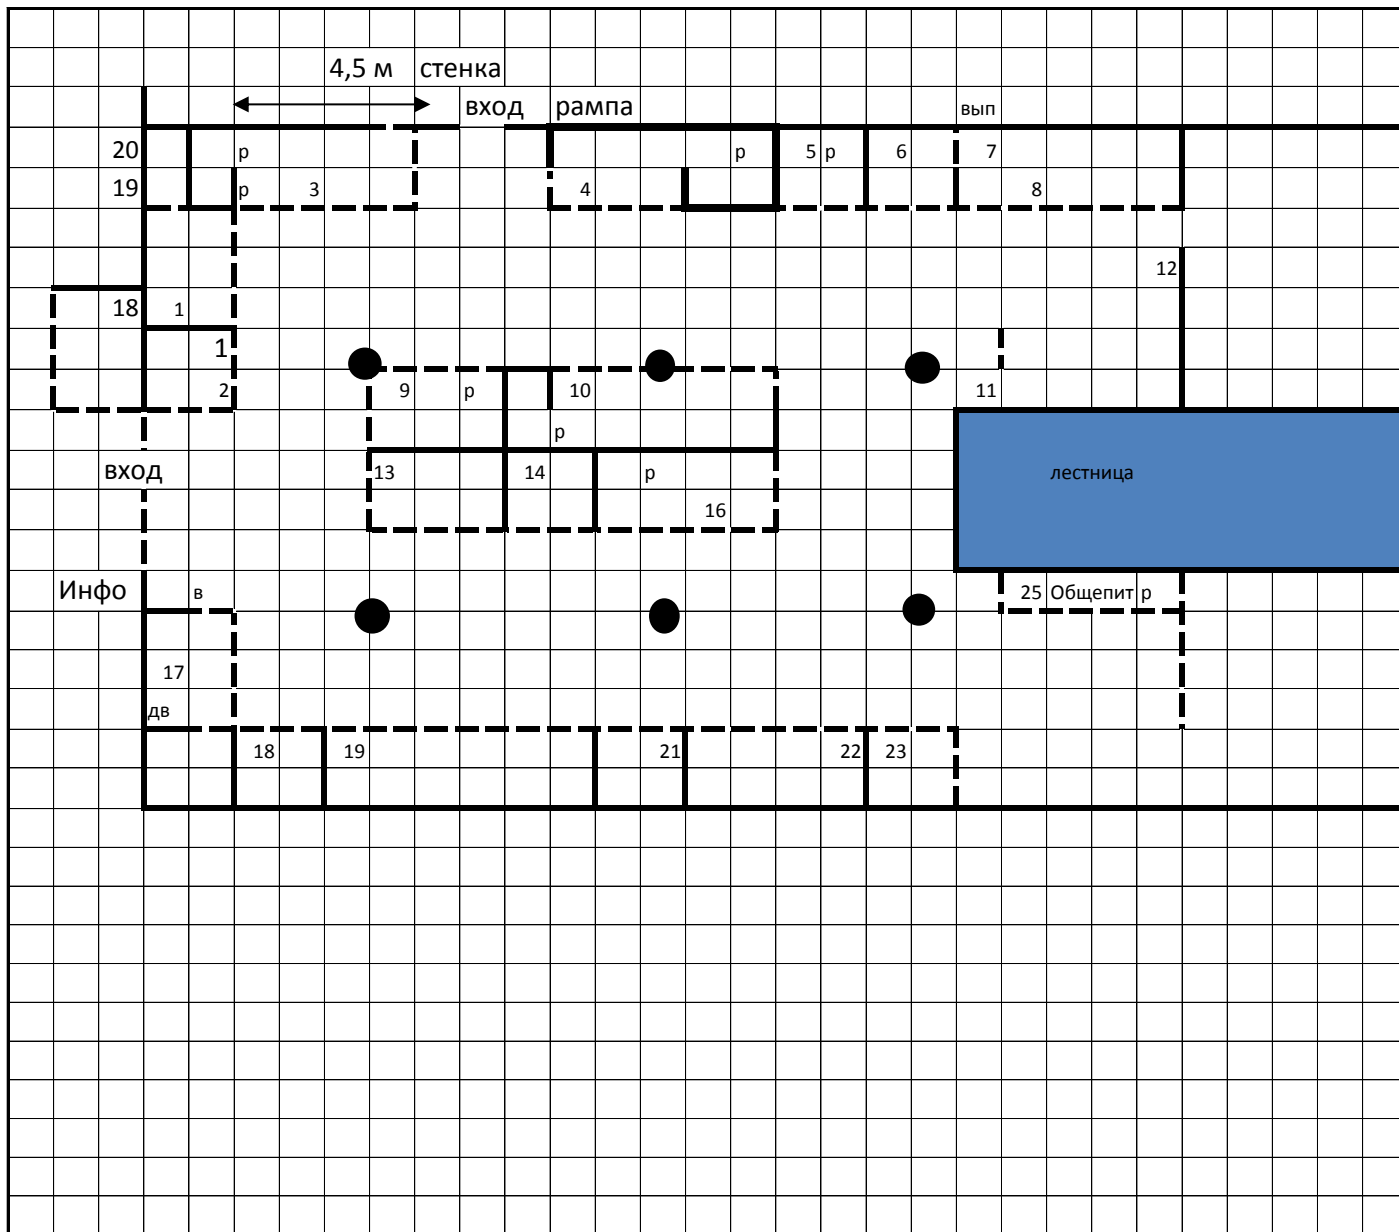 4,5 м стенка
вход рампа вып
20 р р 5 р 6 7
19 р 3 4 8
12
18 1
1
2 9 р 10 11
р
вход 13 14 р лестница
16
Инфо в 25 Общепит р
17
дв
18 19 21 22 23